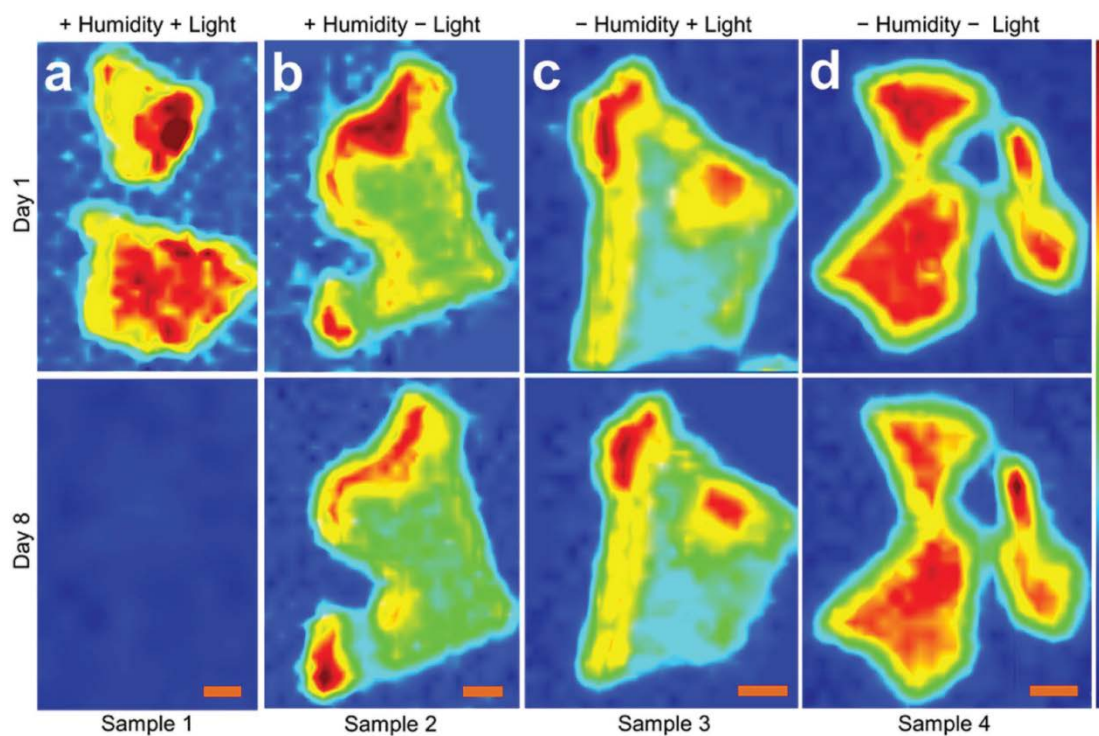 + Humidity + Light
+ Humidity − Light
− Humidity + Light
− Humidity − Light
a
b
c
d
Day 1
Day 8
Sample 1
Sample 2
Sample 3
Sample 4